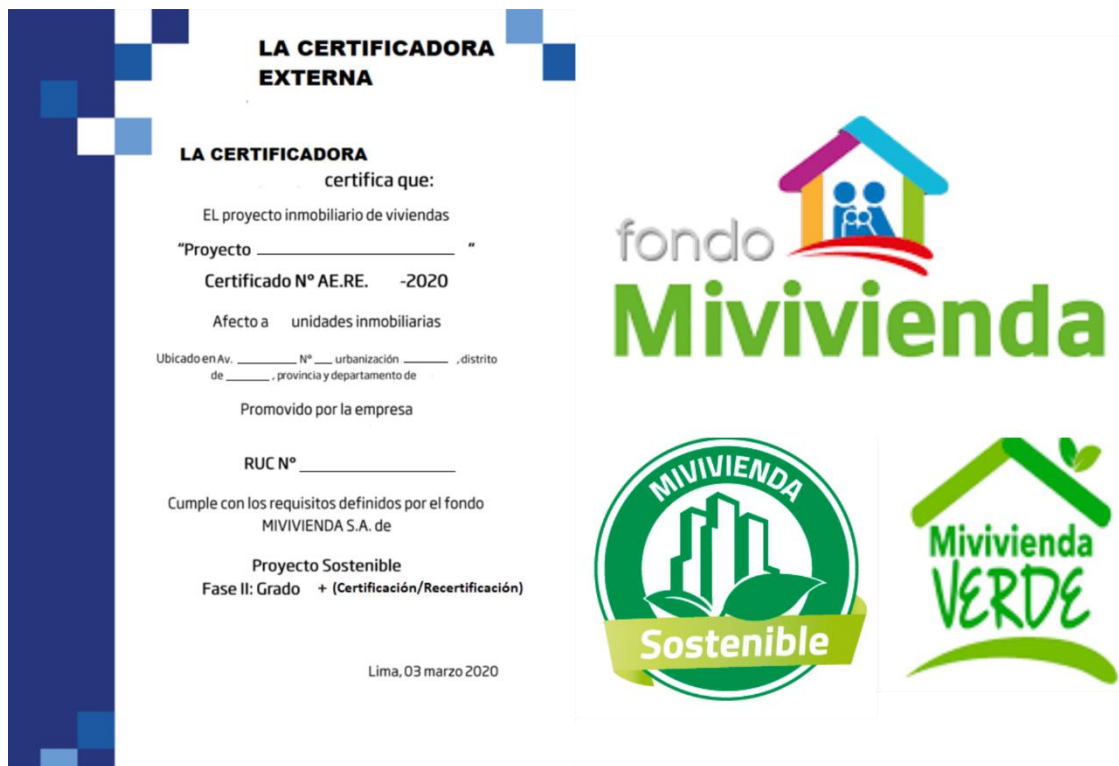 LA CERTIFICADORA
EXTERNA
LA CERTIFICADORA
certifica que:
EL proyecto inmobiliario de viviendas
"Proyecto ____________________ "
Certificado Nº AE.RE. -2020
Afecto a unidades inmobiliarias
Ubicado en Av. _________ Nº ___ urbanización _______ , distrito
de _______ , provincia y departamento de
Promovido por la empresa
RUC Nº ________________
Cumple con los requisitos definidos por el fondo
MIVIVIENDA S.A. de
Proyecto Sostenible
Fase II: Grado + (Certificación/Recertificación)
Lima, 03 marzo 2020
fondo
Mivivienda
MIVIVIENDA
Sostenible
Mivivienda
VERDE